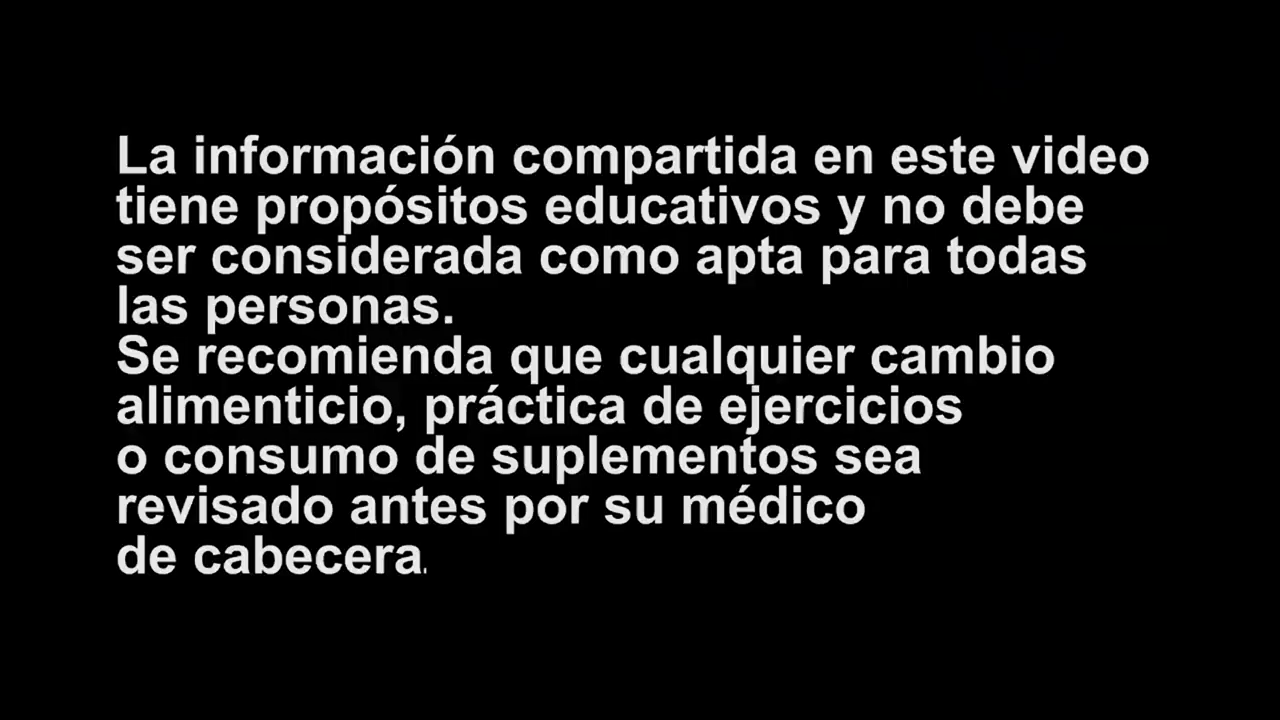 La información compartida en este video
tiene propósitos educativos y no debe
ser considerada como apta para todas
las personas.
Se recomienda que cualquier cambio
alimenticio, práctica de ejercicios
o consumo de suplementos sea
revisado antes por su médico
de cabecera.